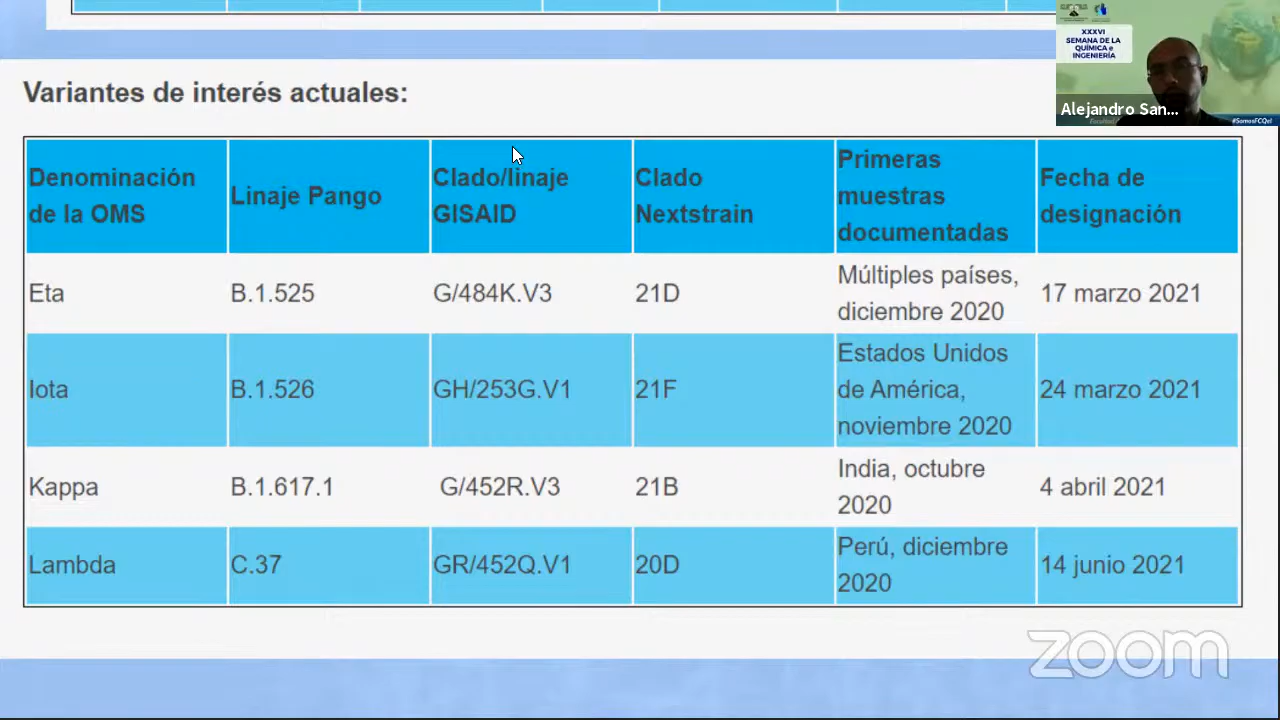 XXXVI
SEMANA DE LA
QUÍMICA e
INGENIERÍA
Alejandro San...
#SomosFCQeI
Variantes de interés actuales:
Denominación de la OMS | Linaje Pango | Clado/linaje GISAID | Clado Nextstrain | Primeras muestras documentadas | Fecha de designación
Eta | B.1.525 | G/484K.V3 | 21D | Múltiples países, diciembre 2020 | 17 marzo 2021
Iota | B.1.526 | GH/253G.V1 | 21F | Estados Unidos de América, noviembre 2020 | 24 marzo 2021
Kappa | B.1.617.1 | G/452R.V3 | 21B | India, octubre 2020 | 4 abril 2021
Lambda | C.37 | GR/452Q.V1 | 20D | Perú, diciembre 2020 | 14 junio 2021
zoom